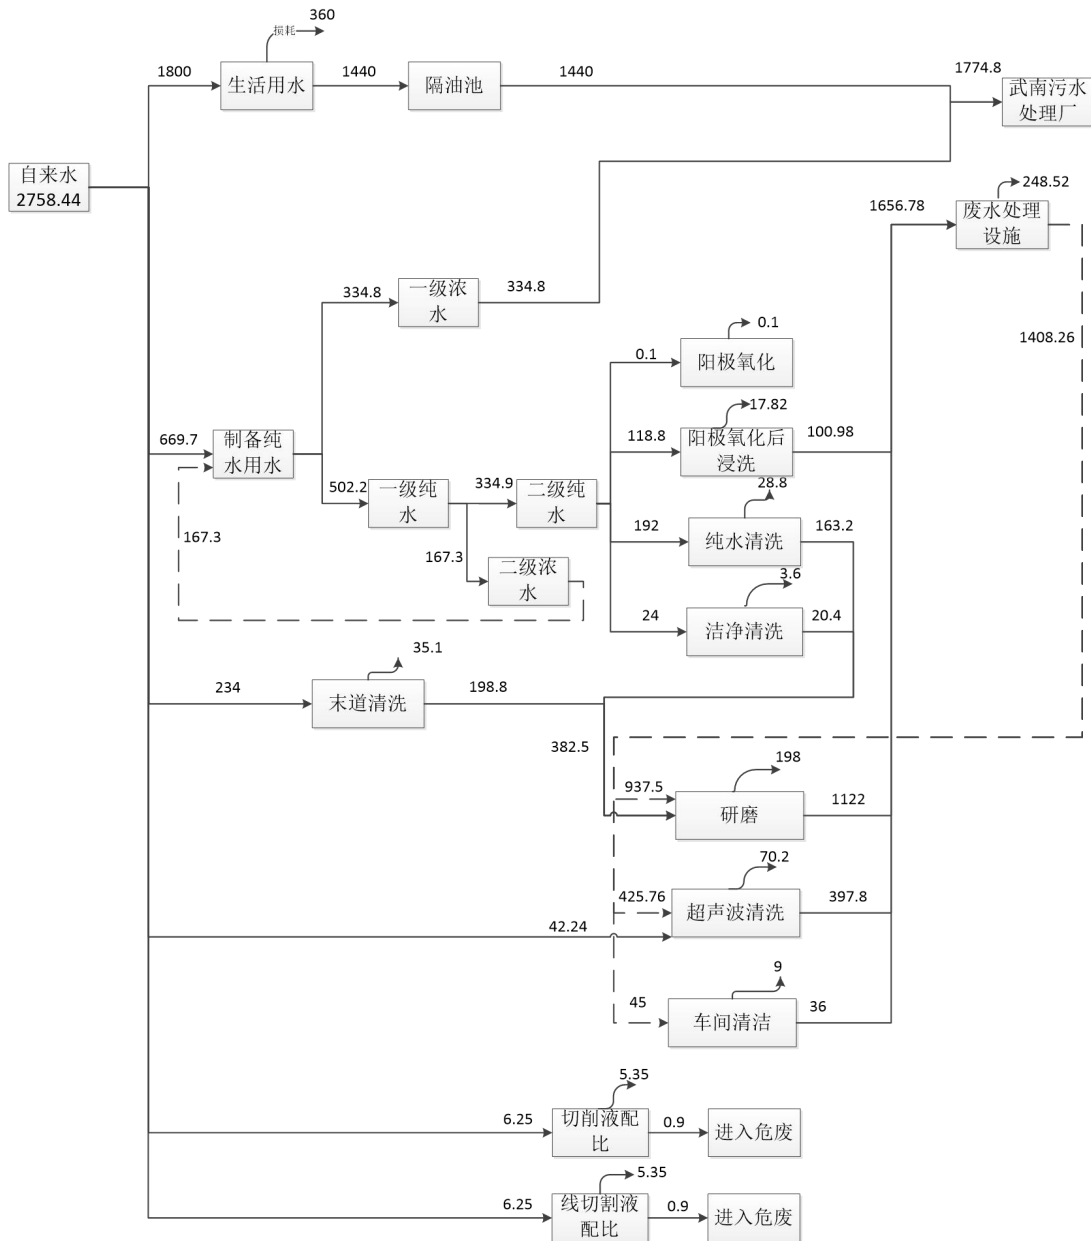 360
损耗
1800
生活用水
1440
隔油池
1440
1774.8
武南污水
处理厂
自来水
2758.44
248.52
1656.78
废水处理
设施
334.8
一级浓
水
334.8
0.1
1408.26
0.1
阳极氧化
17.82
669.7
制备纯
水用水
118.8
阳极氧化后
浸洗
100.98
502.2
一级纯
水
334.9
二级纯
水
28.8
192
纯水清洗
163.2
167.3
167.3
二级浓
水
3.6
24
洁净清洗
20.4
35.1
234
末道清洗
198.8
382.5
198
937.5
研磨
1122
70.2
425.76
超声波清洗
397.8
42.24
9
45
车间清洁
36
5.35
6.25
切削液配
比
0.9
进入危废
5.35
6.25
线切割液
配比
0.9
进入危废